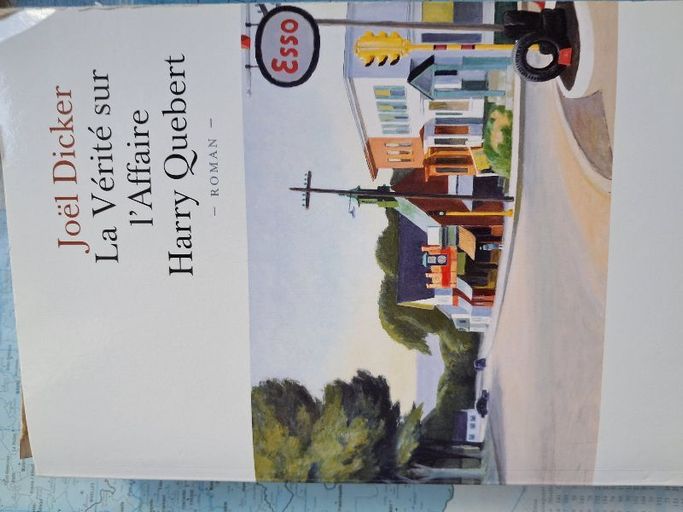 Joël Dicker
La Vérité sur
l'Affaire
Harry Quebert
– ROMAN –
Esso